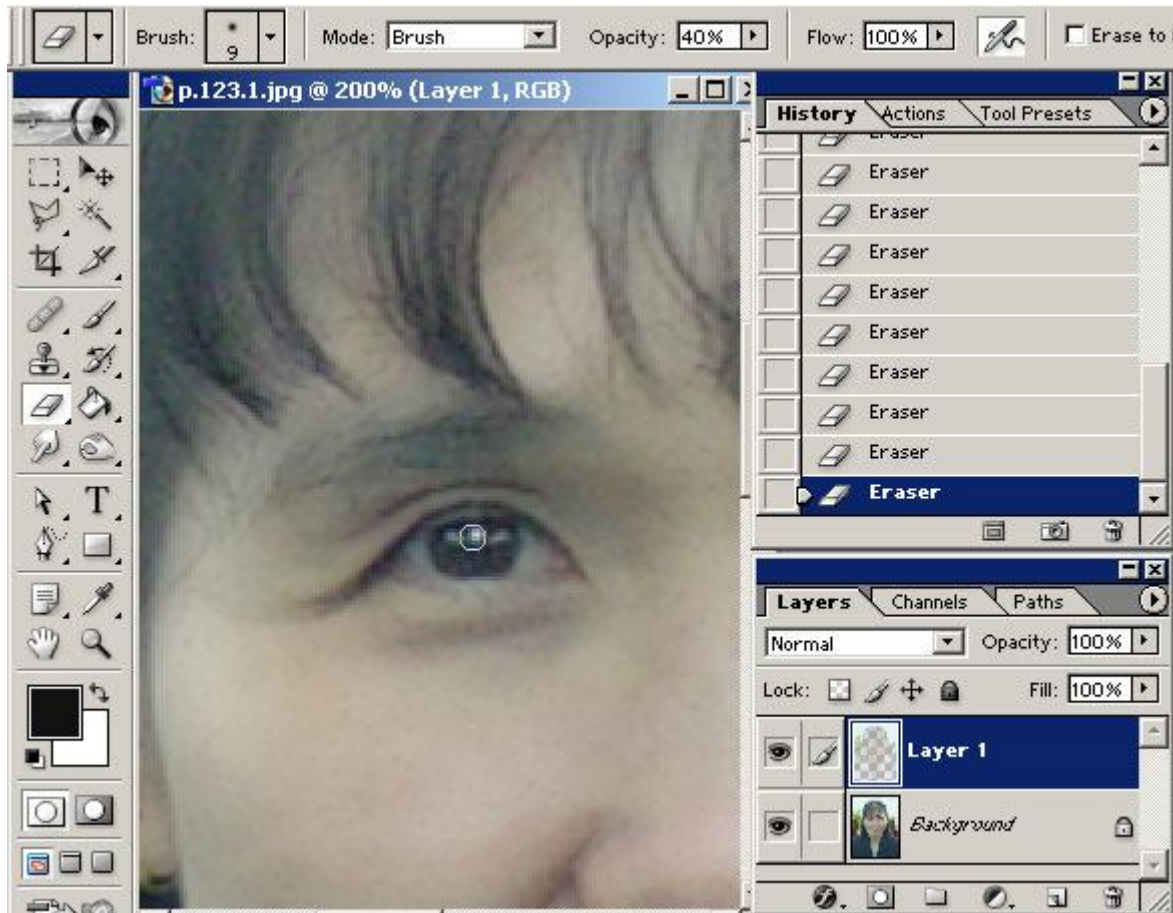 Brush: 9 Mode: Brush Opacity: 40% Flow: 100% Erase to
p.123.1.jpg @ 200% (Layer 1, RGB)
History Actions Tool Presets
Eraser
Eraser
Eraser
Eraser
Eraser
Eraser
Eraser
Eraser
Eraser
Eraser
T
Layers Channels Paths
Normal Opacity: 100%
Lock: Fill: 100%
Layer 1
Background